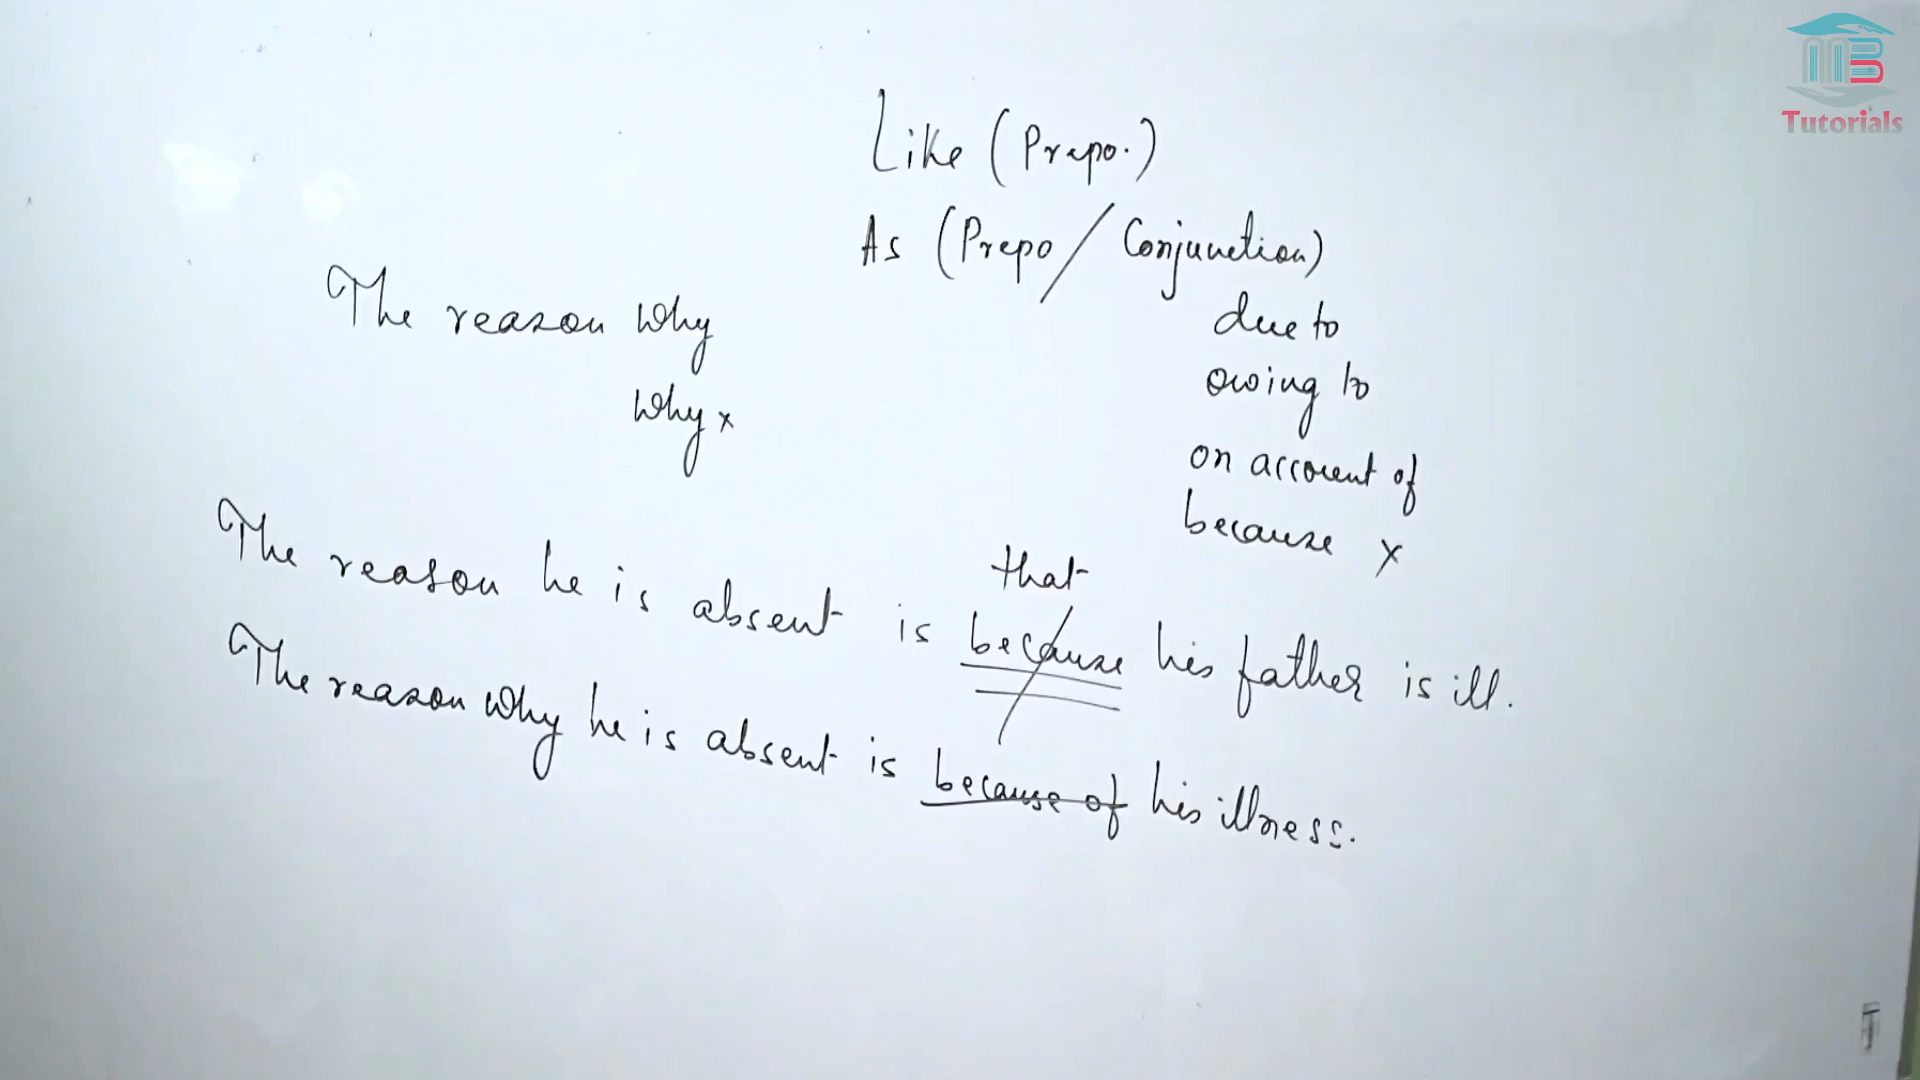 MB
Tutorials
Like (Prepo.)
As (Prepo/Conjunction)
The reason why
why x
due to
owing to
on account of
because x
that
The reason he is absent is because his father is ill.
The reason why he is absent is because of his illness.